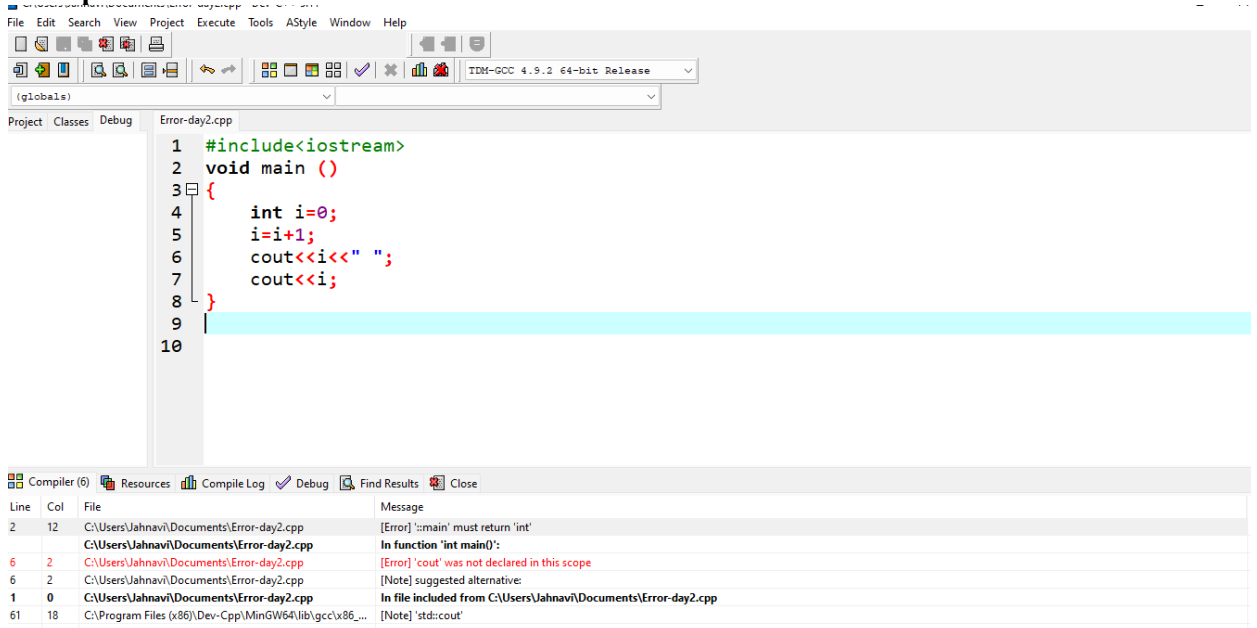 File Edit Search View Project Execute Tools AStyle Window Help
TDM-GCC 4.9.2 64-bit Release
(globals)
Project Classes Debug Error-day2.cpp
1 #include<iostream>
2 void main ()
3 {
4 int i=0;
5 i=i+1;
6 cout<<i<<" ";
7 cout<<i;
8 }
9
10
Compiler (6) Resources Compile Log Debug Find Results Close
Line Col File Message
2 12 C:\Users\Jahnavi\Documents\Error-day2.cpp [Error] '::main' must return 'int'
C:\Users\Jahnavi\Documents\Error-day2.cpp In function 'int main()':
6 2 C:\Users\Jahnavi\Documents\Error-day2.cpp [Error] 'cout' was not declared in this scope
6 2 C:\Users\Jahnavi\Documents\Error-day2.cpp [Note] suggested alternative:
1 0 C:\Users\Jahnavi\Documents\Error-day2.cpp In file included from C:\Users\Jahnavi\Documents\Error-day2.cpp
61 18 C:\Program Files (x86)\Dev-Cpp\MinGW64\lib\gcc\x86_... [Note] 'std::cout'